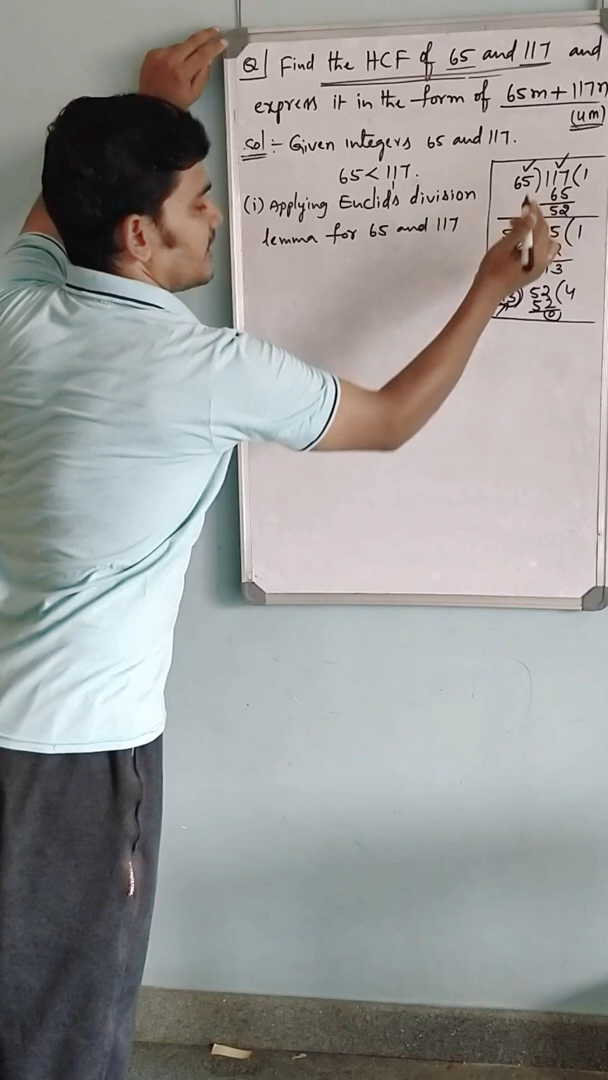 Q] Find the HCF of 65 and 117 and
express it in the form of 65m+117n
(4m)
Sol:- Given integers 65 and 117.
65<117.
(i) Applying Euclid's division
lemma for 65 and 117
65)117(1
65
52
5(1
13
52(4
52
0